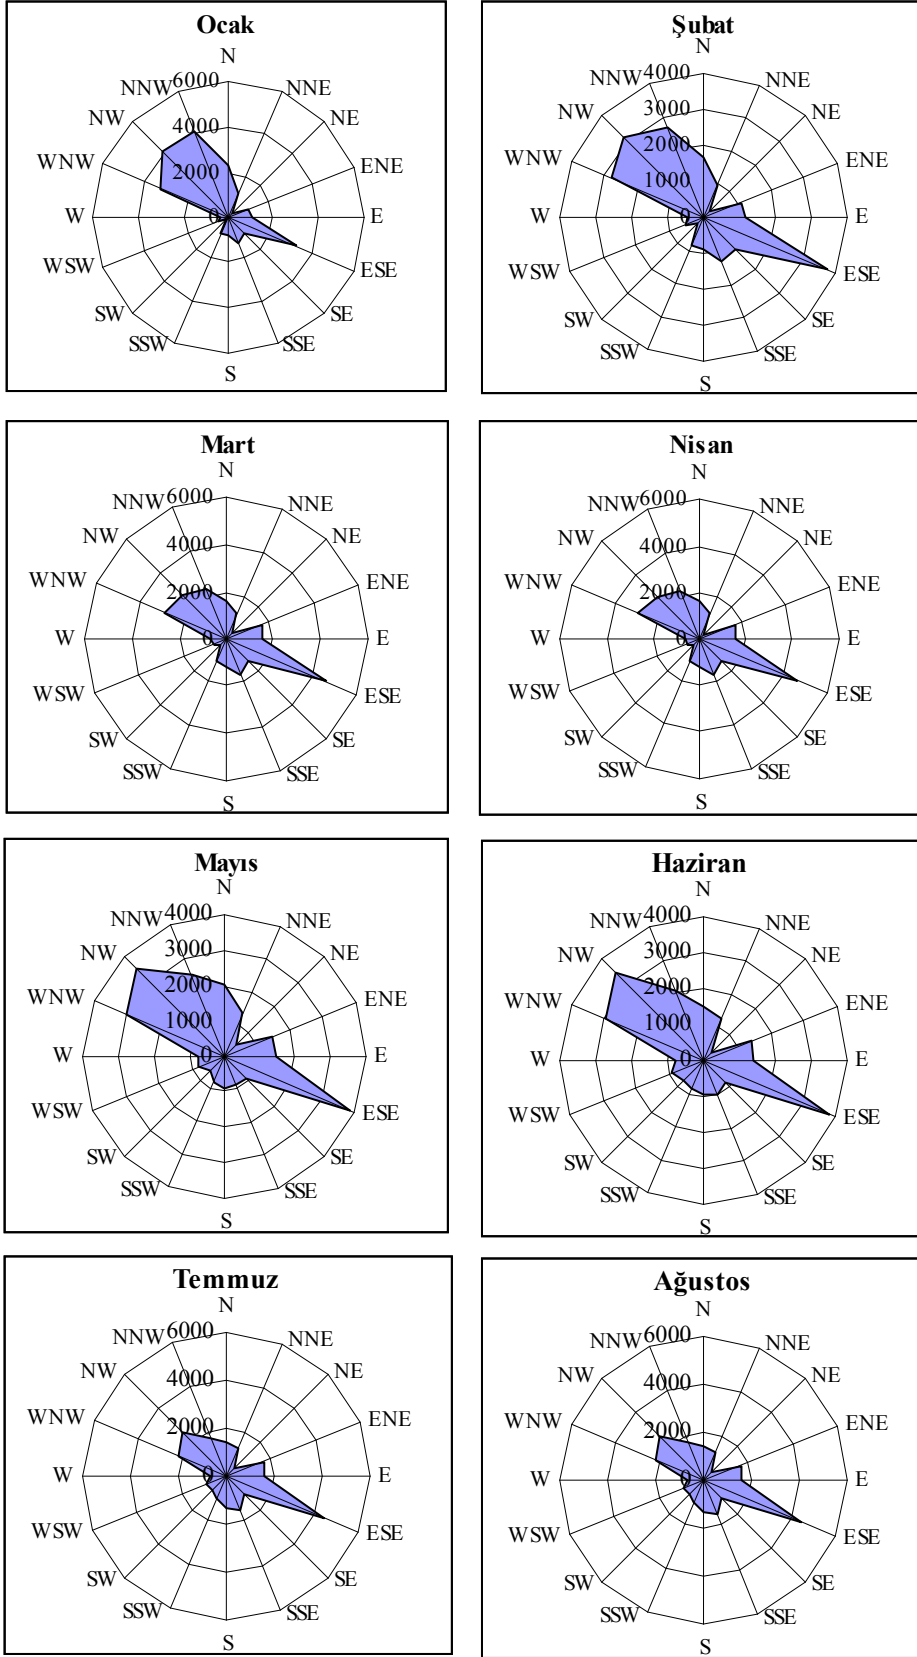 Ocak
N
NNW 6000 NNE
NW NE
4000
WNW ENE
2000
W 0 E
WSW ESE
SW SE
SSW SSE
S
Şubat
N
NNW 4000 NNE
NW 3000 NE
WNW 2000 ENE
1000
W 0 E
WSW ESE
SW SE
SSW SSE
S
Mart
N
NNW 6000 NNE
NW 4000 NE
WNW 2000 ENE
W 0 E
WSW ESE
SW SE
SSW SSE
S
Nisan
N
NNW 6000 NNE
NW 4000 NE
WNW 2000 ENE
W 0 E
WSW ESE
SW SE
SSW SSE
S
Mayıs
N
NNW 4000 NNE
NW 3000 NE
WNW 2000 ENE
1000
W 0 E
WSW ESE
SW SE
SSW SSE
S
Haziran
N
NNW 4000 NNE
NW 3000 NE
WNW 2000 ENE
1000
W 0 E
WSW ESE
SW SE
SSW SSE
S
Temmuz
N
NNW 6000 NNE
NW 4000 NE
WNW 2000 ENE
W 0 E
WSW ESE
SW SE
SSW SSE
S
Ağustos
N
NNW 6000 NNE
NW 4000 NE
WNW 2000 ENE
W 0 E
WSW ESE
SW SE
SSW SSE
S